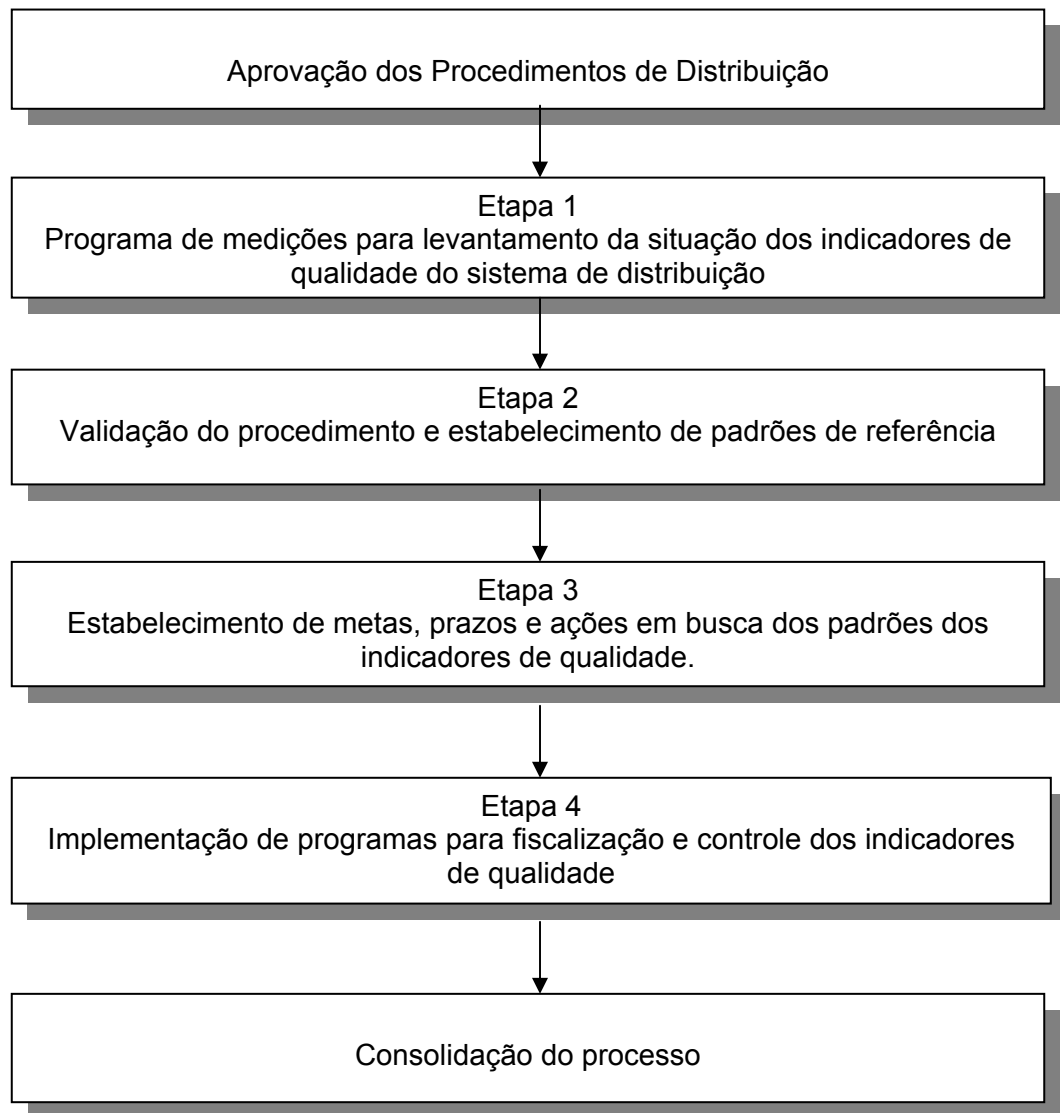 Aprovação dos Procedimentos de Distribuição
Etapa 1
Programa de medições para levantamento da situação dos indicadores de
qualidade do sistema de distribuição
Etapa 2
Validação do procedimento e estabelecimento de padrões de referência
Etapa 3
Estabelecimento de metas, prazos e ações em busca dos padrões dos
indicadores de qualidade.
Etapa 4
Implementação de programas para fiscalização e controle dos indicadores
de qualidade
Consolidação do processo